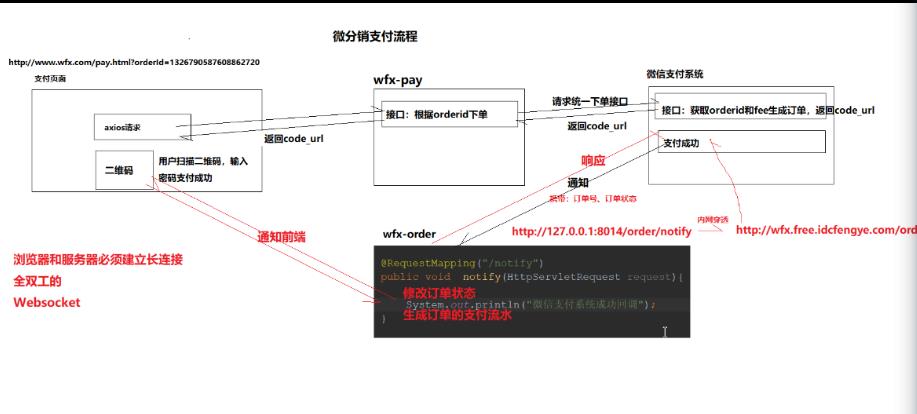 微分销支付流程
http://www.wfx.com/pay.html?orderId=1326790587608862720
支付页面
wfx-pay
微信支付系统
axios请求
接口：根据orderid下单
请求统一下单接口
接口：获取orderid和fee生成订单，返回code_url
返回code_url
返回code_url
支付成功
二维码
用户扫描二维码，输入
密码支付成功
响应
通知
携带：订单号、订单状态
内网穿透
wfx-order
http://127.0.0.1:8014/order/notify
http://wfx.free.idcfengye.com/ord
通知前端
浏览器和服务器必须建立长连接
全双工的
Websocket
@RequestMapping("/notify")
public void notify(HttpServletRequest request){
修改订单状态
System.out.println("微信支付系统成功回调");
生成订单的支付流水
}